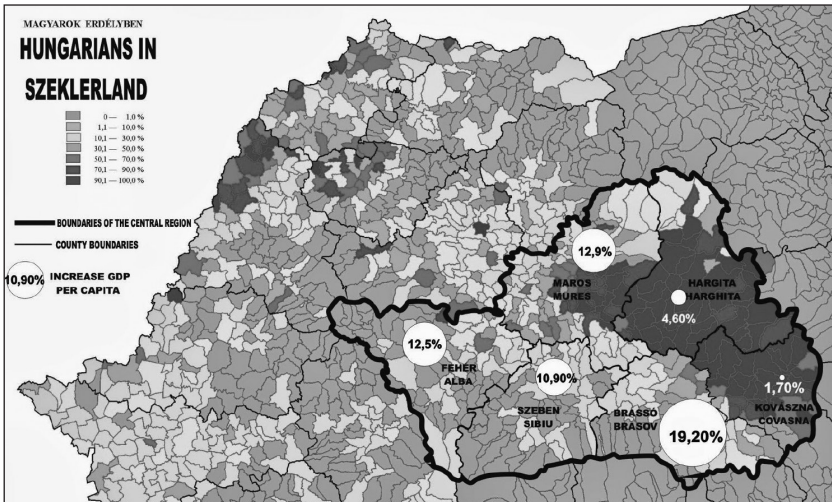 MAGYAROK ERDÉLYBEN
HUNGARIANS IN
SZEKLERLAND
0 — 1.0 %
1,1 — 10,0 %
10,1 — 30,0 %
30,1 — 50,0 %
50,1 — 70,0 %
70,1 — 90,0 %
90,1 — 100,0 %
BOUNDARIES OF THE CENTRAL REGION
COUNTY BOUNDARIES
10,90%
INCREASE GDP
PER CAPITA
12,9%
MAROS
MURES
HARGITA
HARGHITA
4,60%
12,5%
FEHÉR
ALBA
10,90%
SZEBEN
SIBIU
BRASSÓ
BRASOV
19,20%
1,70%
KOVÁSZNA
COVASNA